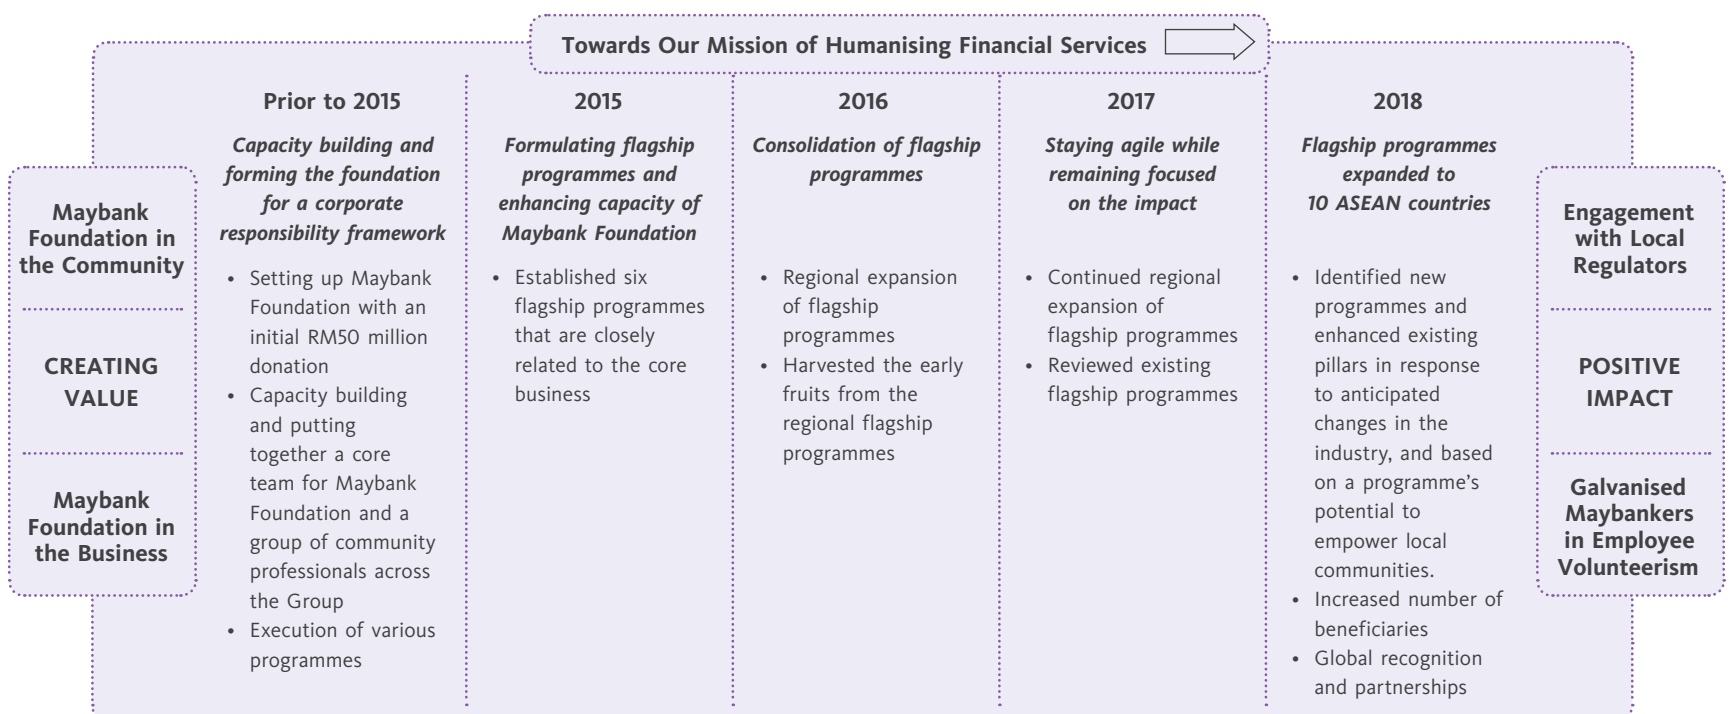 Towards Our Mission of Humanising Financial Services
Maybank
Foundation in
the Community
CREATING
VALUE
Maybank
Foundation in
the Business
Prior to 2015
Capacity building and
forming the foundation
for a corporate
responsibility framework
• Setting up Maybank
Foundation with an
initial RM50 million
donation
• Capacity building
and putting
together a core
team for Maybank
Foundation and a
group of community
professionals across
the Group
• Execution of various
programmes
2015
Formulating flagship
programmes and
enhancing capacity of
Maybank Foundation
• Established six
flagship programmes
that are closely
related to the core
business
2016
Consolidation of flagship
programmes
• Regional expansion
of flagship
programmes
• Harvested the early
fruits from the
regional flagship
programmes
2017
Staying agile while
remaining focused
on the impact
• Continued regional
expansion of
flagship programmes
• Reviewed existing
flagship programmes
2018
Flagship programmes
expanded to
10 ASEAN countries
• Identified new
programmes and
enhanced existing
pillars in response
to anticipated
changes in the
industry, and based
on a programme’s
potential to
empower local
communities.
• Increased number of
beneficiaries
• Global recognition
and partnerships
Engagement
with Local
Regulators
POSITIVE
IMPACT
Galvanised
Maybankers
in Employee
Volunteerism